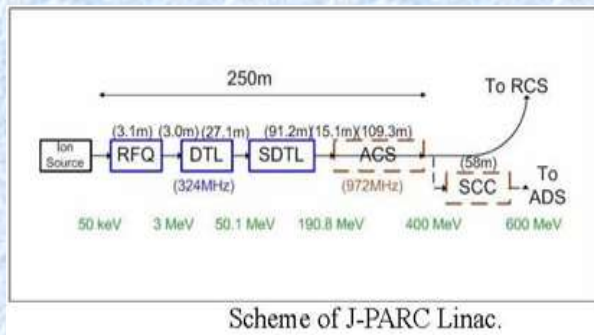 250m
To RCS
(3.1m) (3.0m) (27.1m) (91.2m) (15.1m) (109.3m)
Ion
Source
RFQ
DTL
SDTL
ACS
(58m)
SCC
To
ADS
(324MHz)
(972MHz)
50 keV 3 MeV 50.1 MeV 190.8 MeV 400 MeV 600 MeV
Scheme of J-PARC Linac.